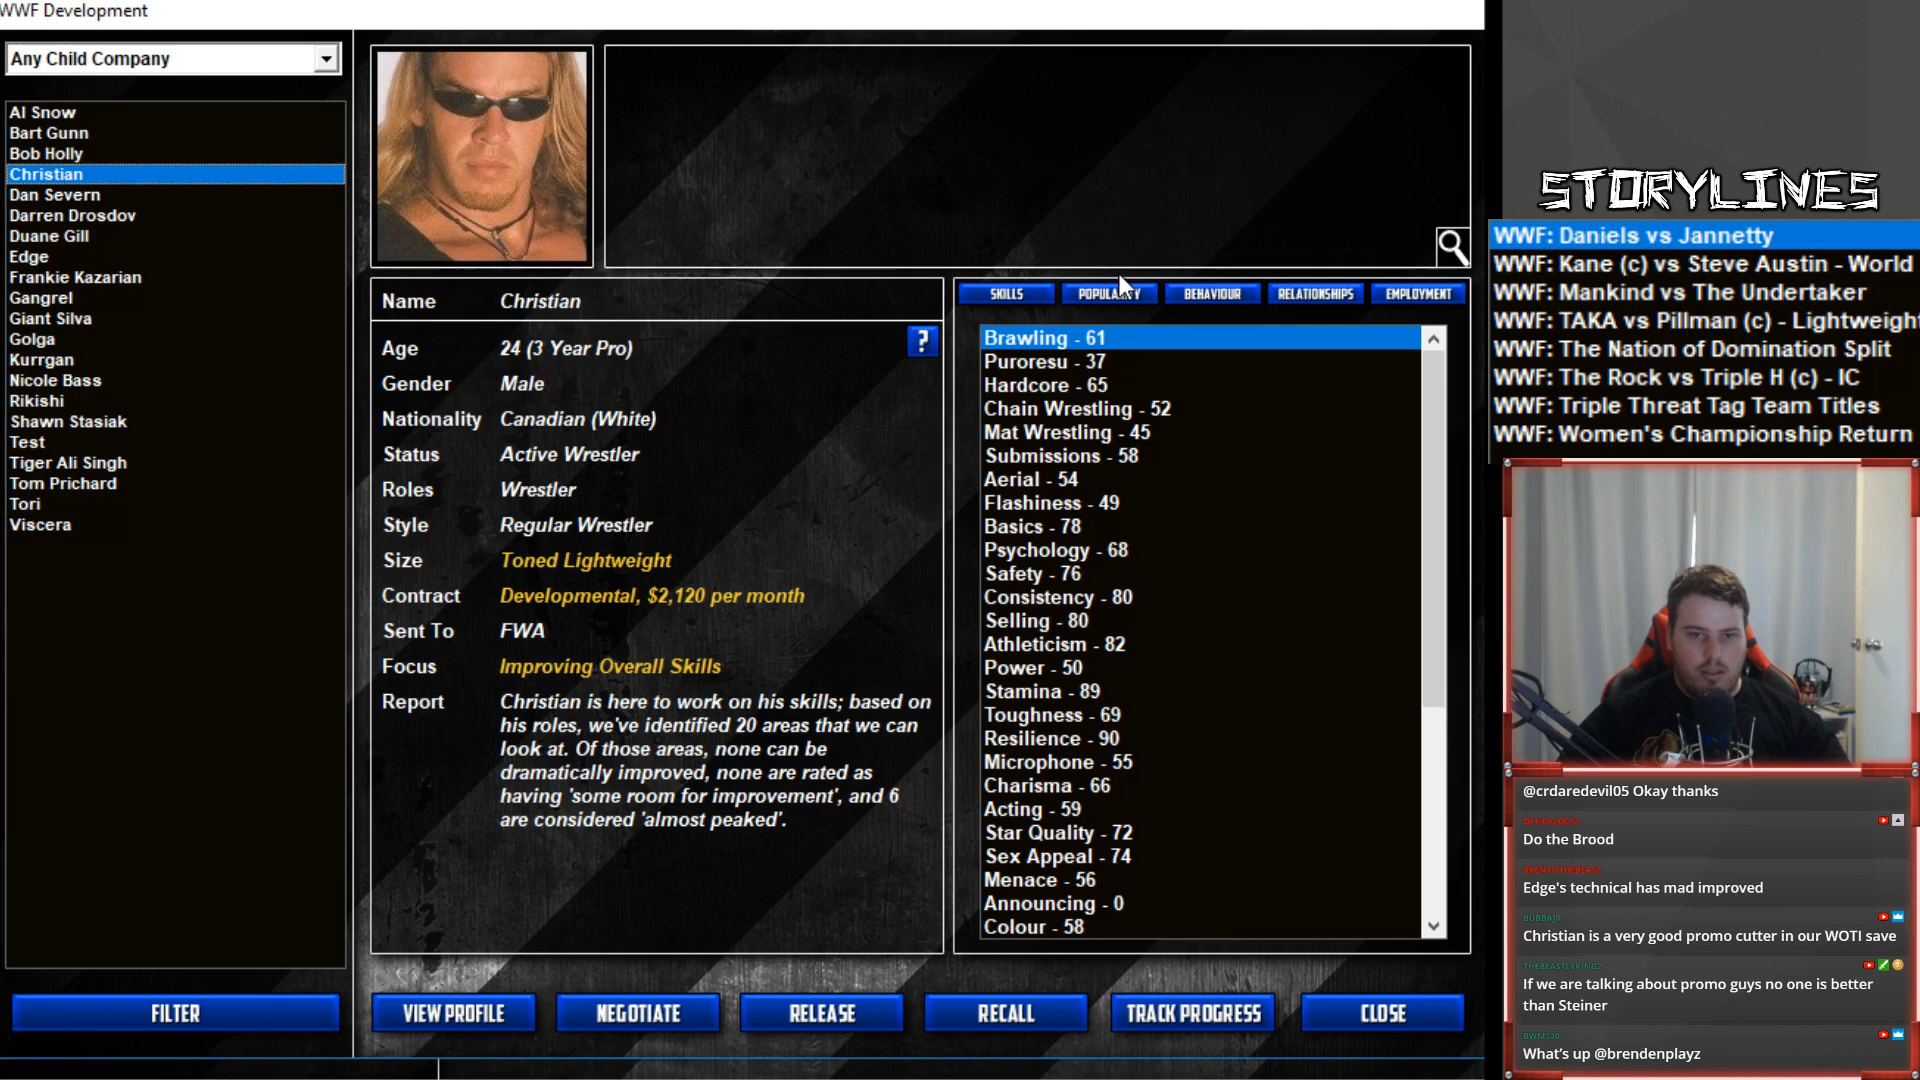 WWF Development
Any Child Company
Al Snow
Bart Gunn
Bob Holly
Christian
Dan Severn
Darren Drosdov
Duane Gill
Edge
Frankie Kazarian
Gangrel
Giant Silva
Golga
Kurrgan
Nicole Bass
Rikishi
Shawn Stasiak
Test
Tiger Ali Singh
Tom Prichard
Tori
Viscera
FILTER
Name Christian
Age 24 (3 Year Pro)
?
Gender Male
Nationality Canadian (White)
Status Active Wrestler
Roles Wrestler
Style Regular Wrestler
Size Toned Lightweight
Contract Developmental, $2,120 per month
Sent To FWA
Focus Improving Overall Skills
Report Christian is here to work on his skills; based on
his roles, we've identified 20 areas that we can
look at. Of those areas, none can be
dramatically improved, none are rated as
having 'some room for improvement', and 6
are considered 'almost peaked'.
SKILLS POPULARITY BEHAVIOUR RELATIONSHIPS EMPLOYMENT
Brawling - 61
Puroresu - 37
Hardcore - 65
Chain Wrestling - 52
Mat Wrestling - 45
Submissions - 58
Aerial - 54
Flashiness - 49
Basics - 78
Psychology - 68
Safety - 76
Consistency - 80
Selling - 80
Athleticism - 82
Power - 50
Stamina - 89
Toughness - 69
Resilience - 90
Microphone - 55
Charisma - 66
Acting - 59
Star Quality - 72
Sex Appeal - 74
Menace - 56
Announcing - 0
Colour - 58
VIEW PROFILE NEGOTIATE RELEASE RECALL TRACK PROGRESS CLOSE
STORYLINES
WWF: Daniels vs Jannetty
WWF: Kane (c) vs Steve Austin - World
WWF: Mankind vs The Undertaker
WWF: TAKA vs Pillman (c) - Lightweight
WWF: The Nation of Domination Split
WWF: The Rock vs Triple H (c) - IC
WWF: Triple Threat Tag Team Titles
WWF: Women's Championship Return
@crdaredevil05 Okay thanks
Do the Brood
BRENYISTHEBEAST
Edge's technical has mad improved
BUBBAJR
Christian is a very good promo cutter in our WOTI save
THEBEASTLYKING2
If we are talking about promo guys no one is better
than Steiner
BWM130
What's up @brendenplayz